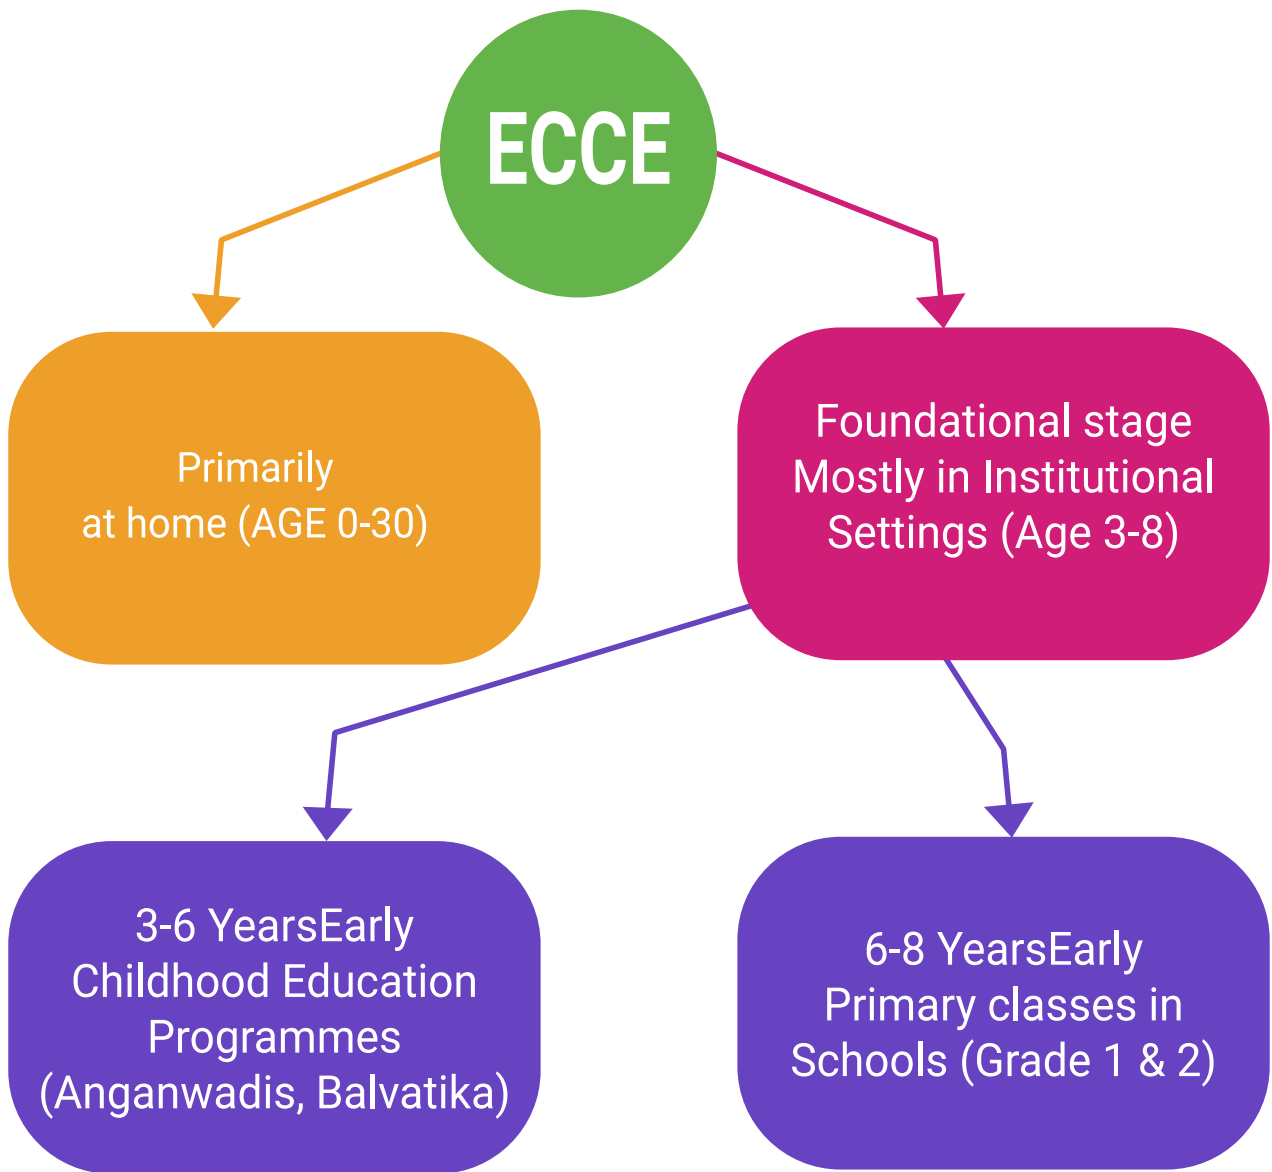 ECCE
Primarily
at home (AGE 0-30)
Foundational stage
Mostly in Institutional
Settings (Age 3-8)
3-6 YearsEarly
Childhood Education
Programmes
(Anganwadis, Balvatika)
6-8 YearsEarly
Primary classes in
Schools (Grade 1 & 2)